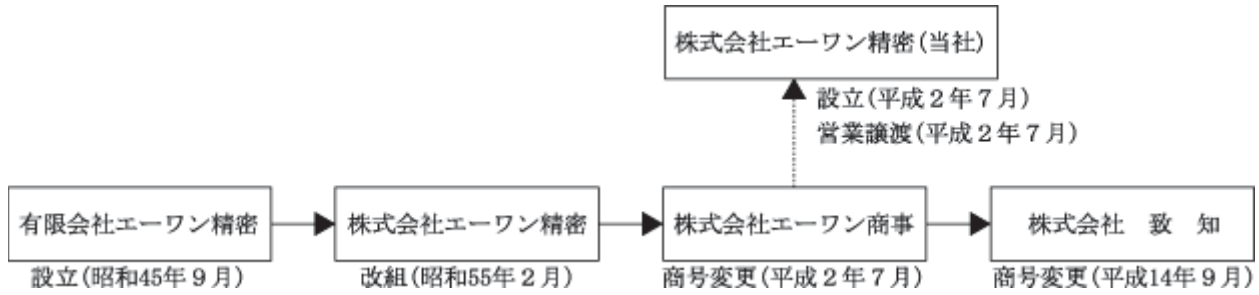 株式会社エーワン精密(当社)
設立(平成２年７月)
営業譲渡(平成２年７月)
有限会社エーワン精密
株式会社エーワン精密
株式会社エーワン商事
株式会社　致　知
設立(昭和45年９月)
改組(昭和55年２月)
商号変更(平成２年７月)
商号変更(平成14年９月)